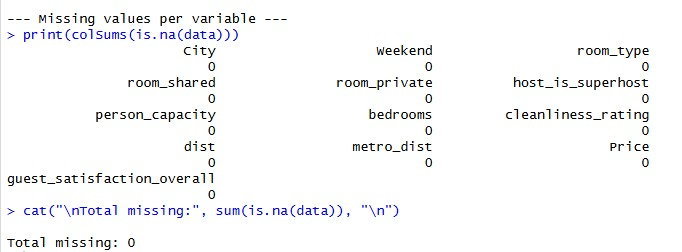 --- Missing values per variable ---
> print(colSums(is.na(data)))
City Weekend room_type
0 0 0
room_shared room_private host_is_superhost
0 0 0
person_capacity bedrooms cleanliness_rating
0 0 0
dist metro_dist Price
0 0 0
guest_satisfaction_overall
0
> cat("\nTotal missing:", sum(is.na(data)), "\n")
Total missing: 0